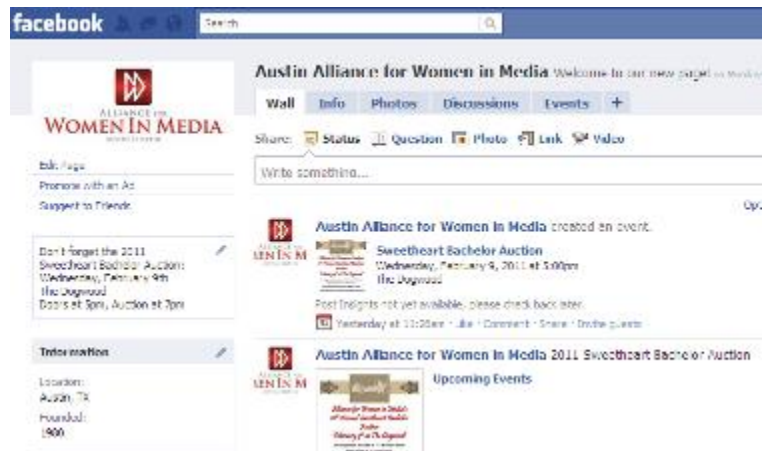 facebook
Search
ALLIANCE FOR
WOMEN IN MEDIA
Edit Page
Promote with an Ad
Suggest to Friends
Don't forget the 2011
Sweetheart Bachelor Auction:
Wednesday, February 9th
The Dogwood
Doors at 5pm, Auction at 7pm
Information
Location:
Austin, TX
Founded:
1980
Austin Alliance for Women in Media Welcome to our new page!
Wall Info Photos Discussions Events +
Share: Status Question Photo Link Video
Write something...
Austin Alliance for Women in Media created an event.
Sweetheart Bachelor Auction
Wednesday, February 9, 2011 at 5:00pm
The Dogwood
Post Insights not yet available, please check back later.
Yesterday at 11:26am · Like · Comment · Share · Invite guests
Austin Alliance for Women in Media 2011 Sweetheart Bachelor Auction
Upcoming Events